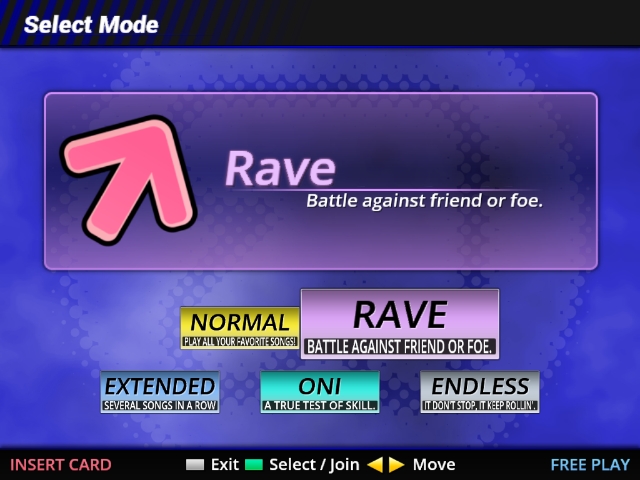 Select Mode
Rave
Battle against friend or foe.
NORMAL
PLAY ALL YOUR FAVORITE SONGS!
RAVE
BATTLE AGAINST FRIEND OR FOE.
EXTENDED
SEVERAL SONGS IN A ROW
ONI
A TRUE TEST OF SKILL.
ENDLESS
IT DON'T STOP. IT KEEP ROLLIN'.
INSERT CARD
Exit
Select / Join
Move
FREE PLAY